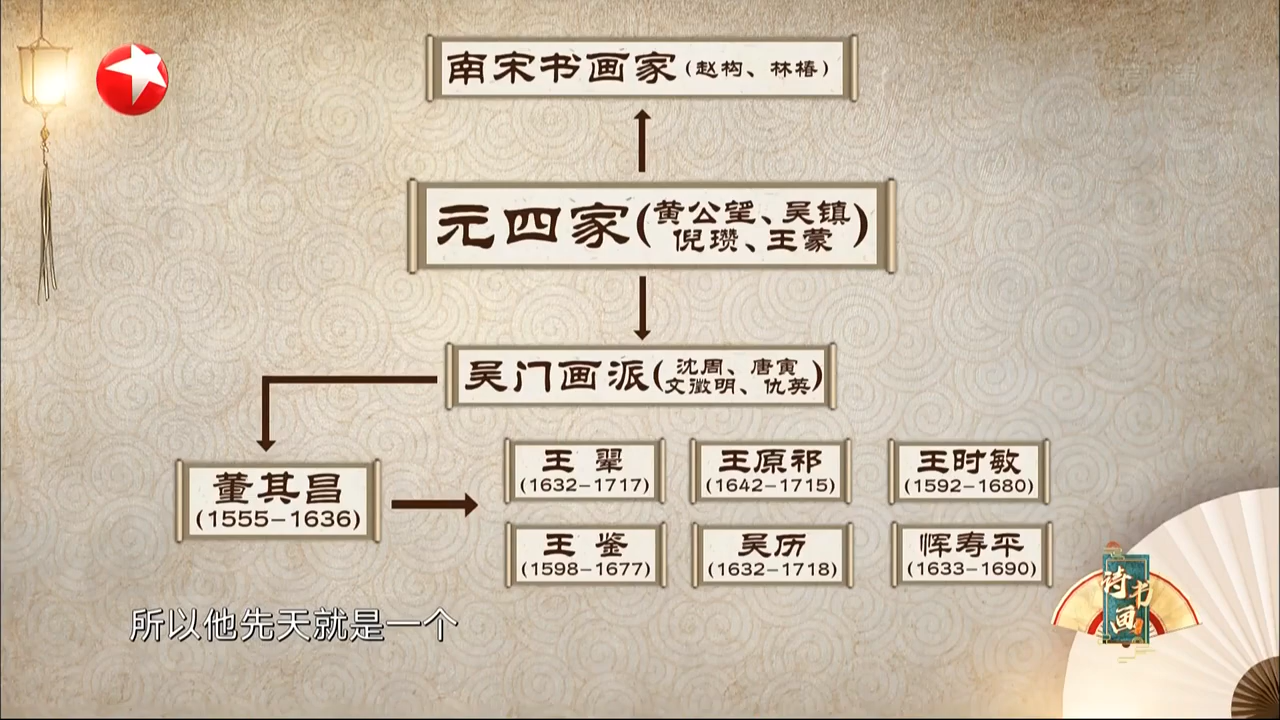 南宋书画家(赵构、林椿)
元四家(黄公望、吴镇
倪瓒、王蒙)
吴门画派(沈周、唐寅
文徵明、仇英)
董其昌
(1555-1636)
王翚
(1632-1717)
王原祁
(1642-1715)
王时敏
(1592-1680)
王鉴
(1598-1677)
吴历
(1632-1718)
恽寿平
(1633-1690)
所以他先天就是一个
诗书画